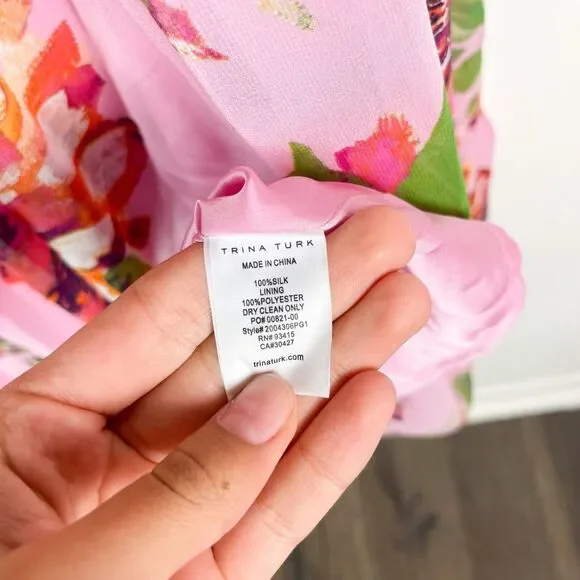 TRINA TURK
MADE IN CHINA
100%SILK
LINING
100%POLYESTER
DRY CLEAN ONLY
PO# 00821-00
Style# 2004306PG1
RN# 93415
CA#30427
trinaturk.com